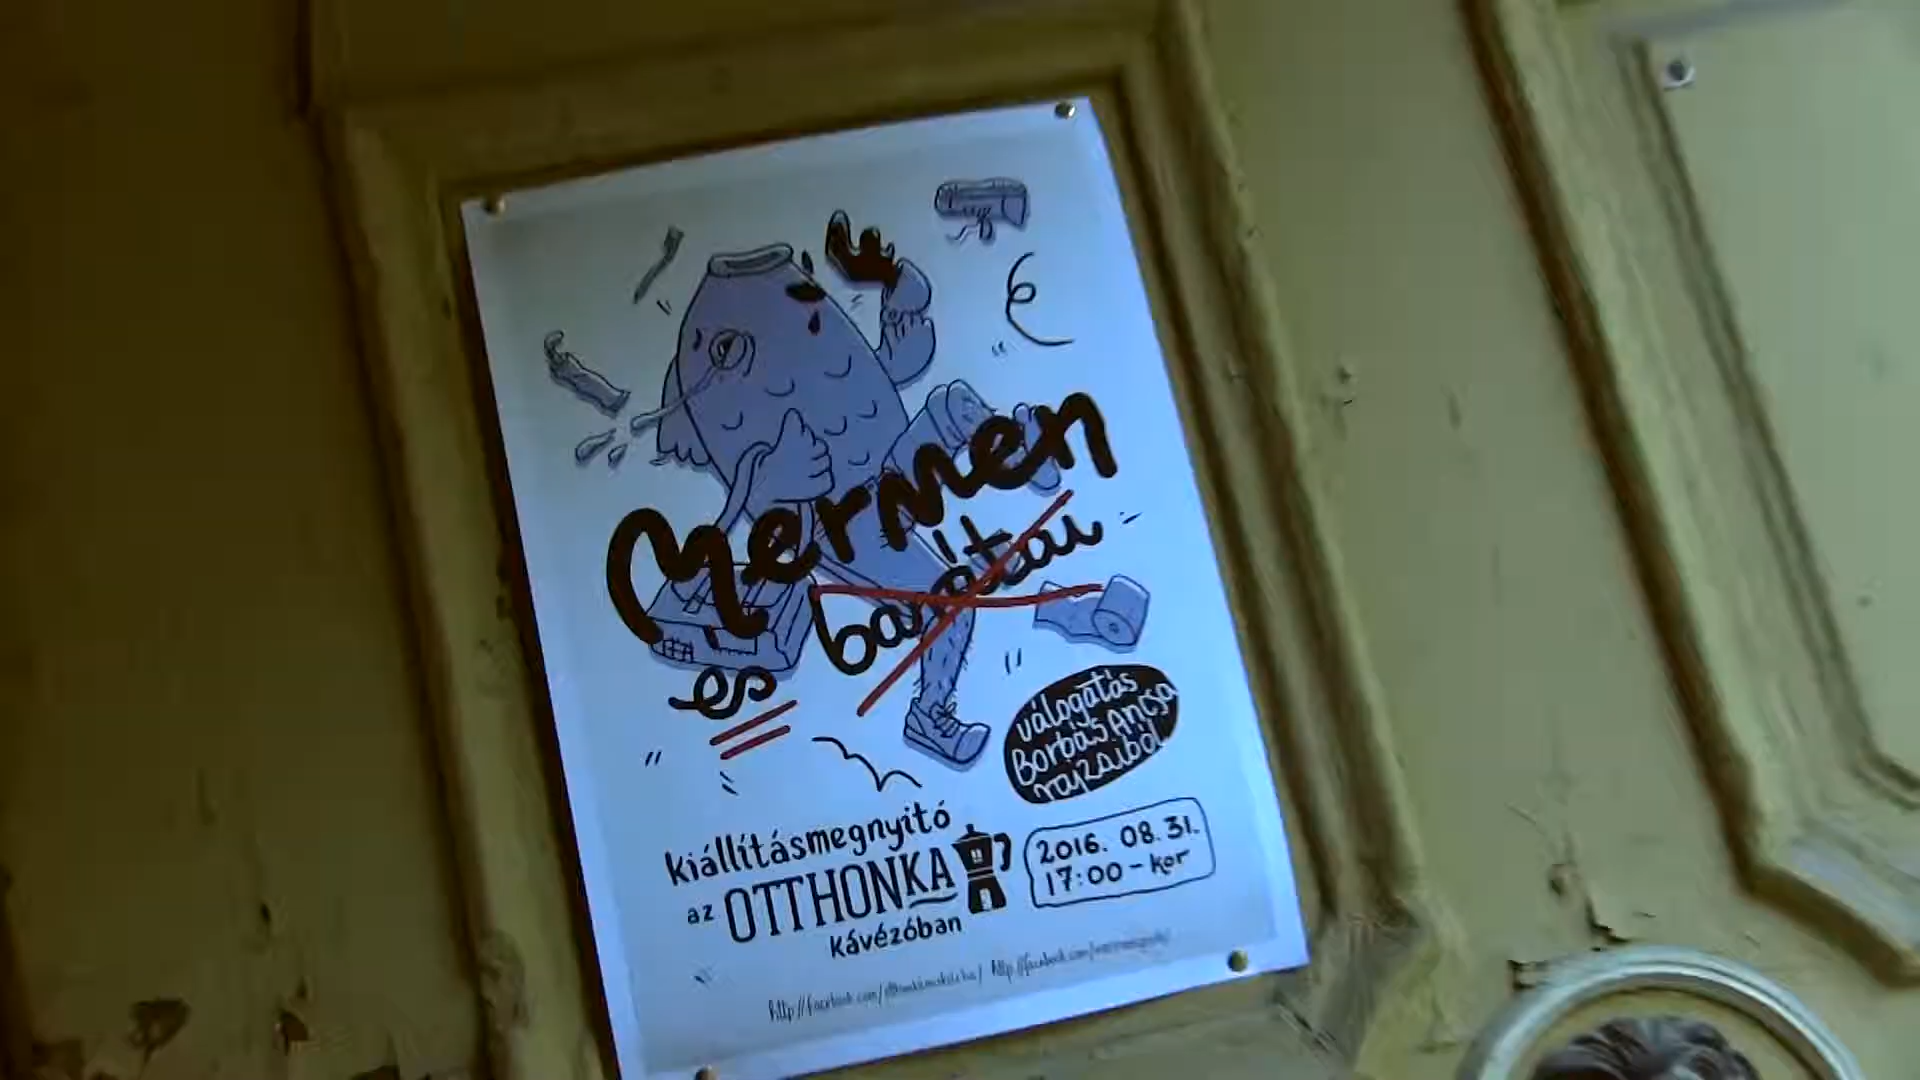 Mermen
és barátai
válogatás
Borbás Ancsa
rajzaiból
kiállításmegnyitó
az OTTHONKA
kávézóban
2016. 08. 31.
17:00 - kor